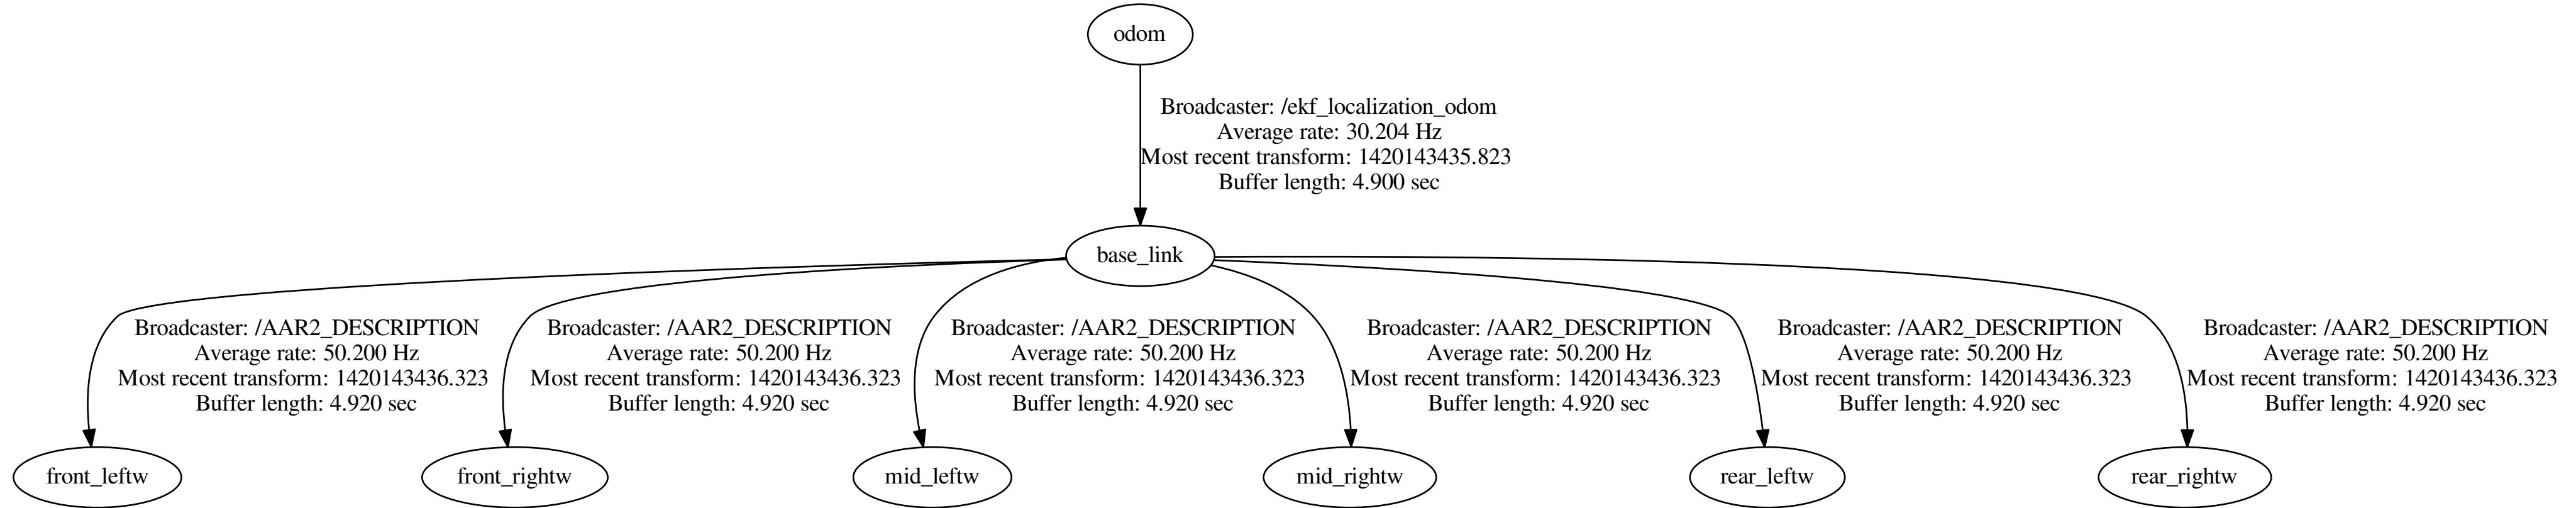 odom
Broadcaster: /ekf_localization_odom
Average rate: 30.204 Hz
Most recent transform: 1420143435.823
Buffer length: 4.900 sec
base_link
Broadcaster: /AAR2_DESCRIPTION
Average rate: 50.200 Hz
Most recent transform: 1420143436.323
Buffer length: 4.920 sec
Broadcaster: /AAR2_DESCRIPTION
Average rate: 50.200 Hz
Most recent transform: 1420143436.323
Buffer length: 4.920 sec
Broadcaster: /AAR2_DESCRIPTION
Average rate: 50.200 Hz
Most recent transform: 1420143436.323
Buffer length: 4.920 sec
Broadcaster: /AAR2_DESCRIPTION
Average rate: 50.200 Hz
Most recent transform: 1420143436.323
Buffer length: 4.920 sec
Broadcaster: /AAR2_DESCRIPTION
Average rate: 50.200 Hz
Most recent transform: 1420143436.323
Buffer length: 4.920 sec
Broadcaster: /AAR2_DESCRIPTION
Average rate: 50.200 Hz
Most recent transform: 1420143436.323
Buffer length: 4.920 sec
front_leftw
front_rightw
mid_leftw
mid_rightw
rear_leftw
rear_rightw